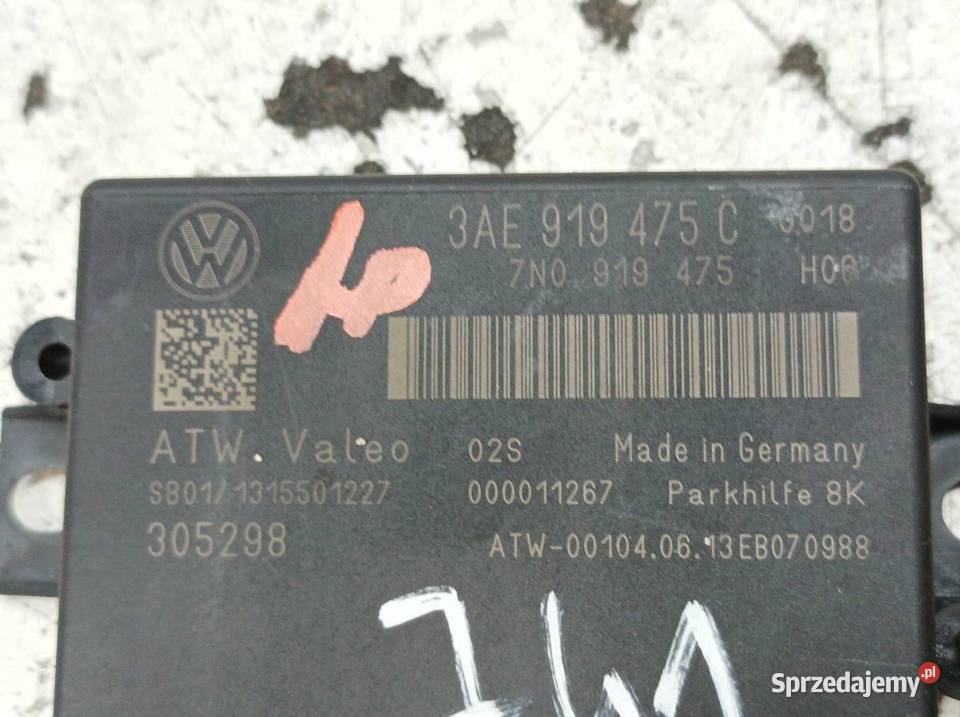 3AE 919 475 C 0018
7N0 919 475
ATW. Valeo 02S Made in Germany
SB01/1315501227 000011267 Parkhilfe 8K
305298 ATW-00104.06.13EB070988
Sprzedajemy.pl